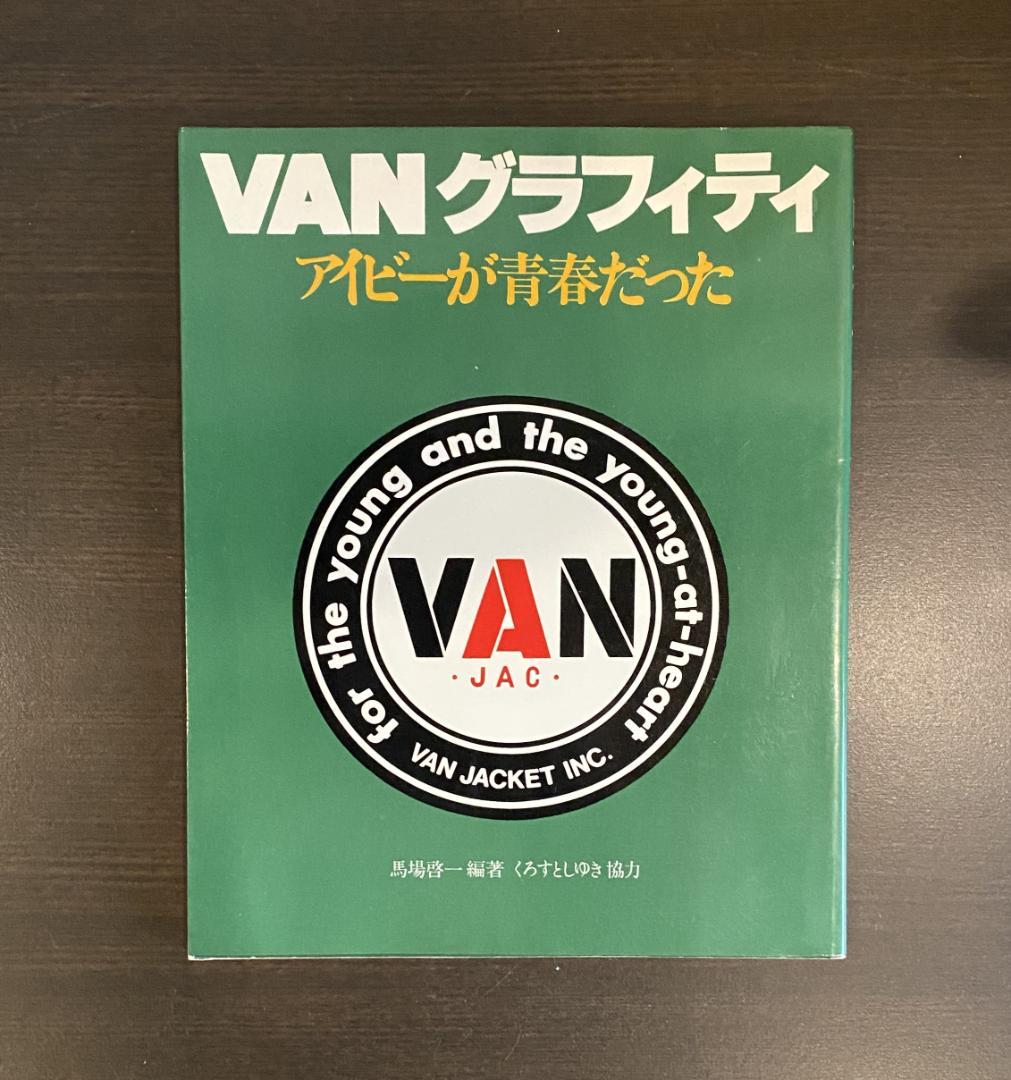 VANグラフィティ
アイビーが青春だった
for the young and the young-at-heart
VAN
・JAC・
VAN JACKET INC.
馬場啓一 編著 くろすとしゆき 協力